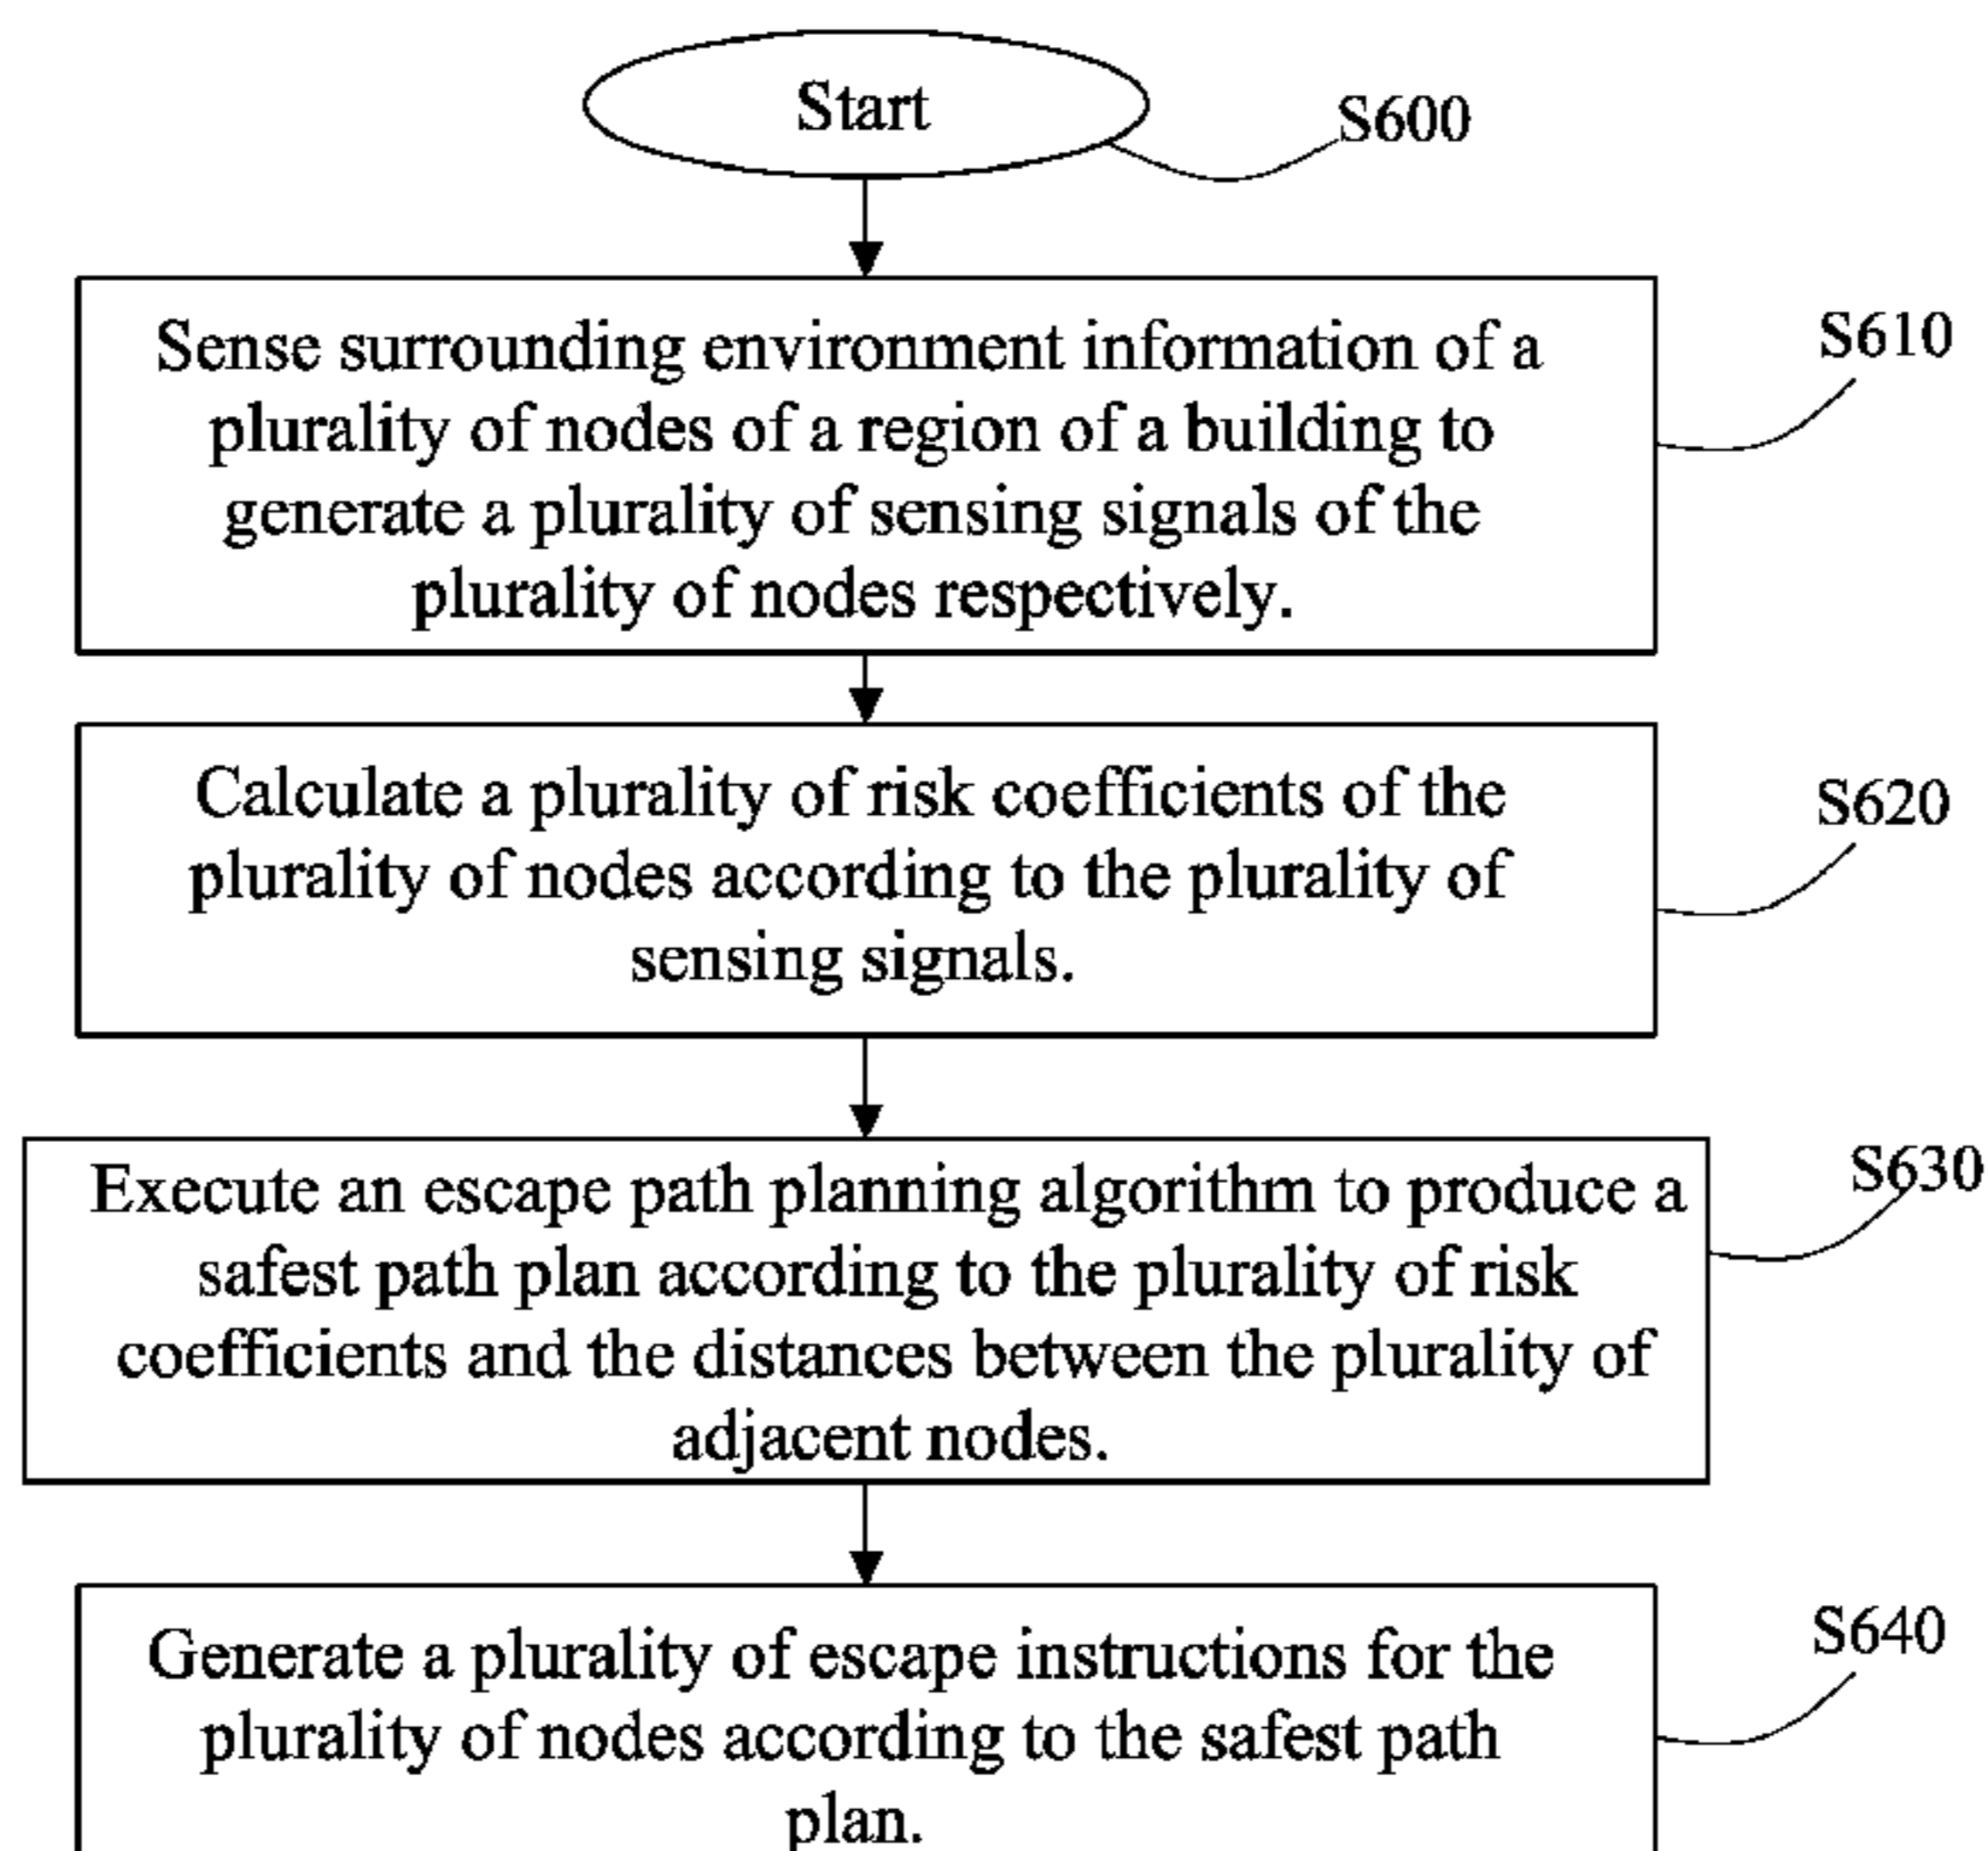 Start
S600
Sense surrounding environment information of a
plurality of nodes of a region of a building to
generate a plurality of sensing signals of the
plurality of nodes respectively.
S610
Calculate a plurality of risk coefficients of the
plurality of nodes according to the plurality of
sensing signals.
S620
Execute an escape path planning algorithm to produce a
safest path plan according to the plurality of risk
coefficients and the distances between the plurality of
adjacent nodes.
S630
Generate a plurality of escape instructions for the
plurality of nodes according to the safest path
plan.
S640